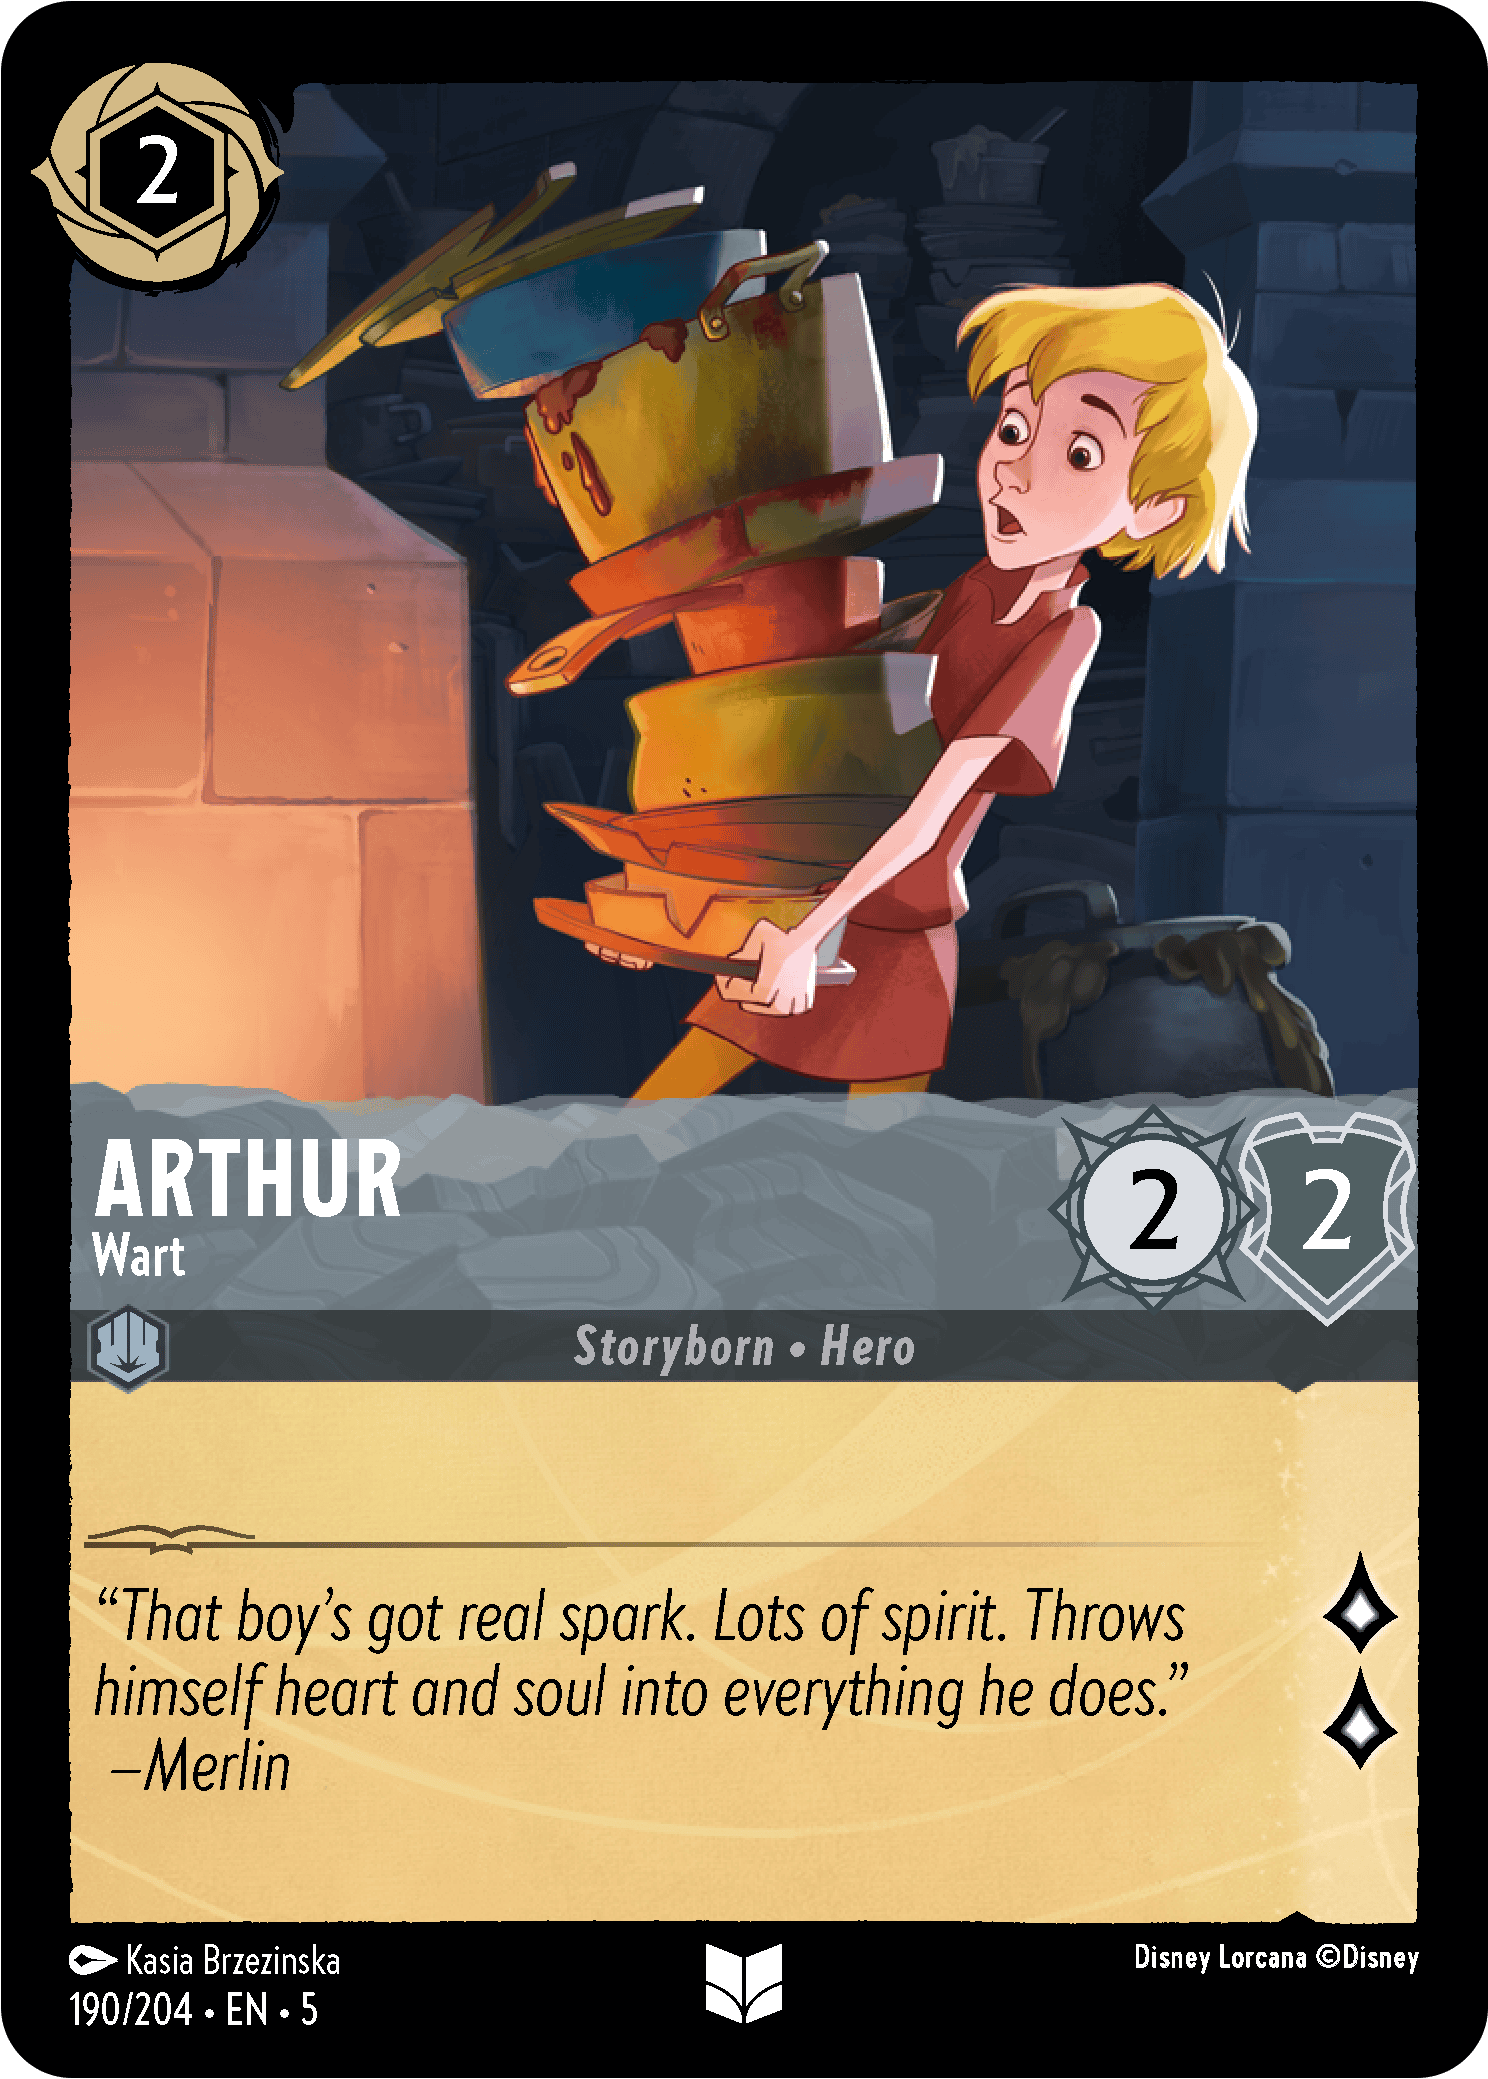 2
ARTHUR
Wart
2 2
Storyborn • Hero
“That boy’s got real spark. Lots of spirit. Throws
himself heart and soul into everything he does.”
–Merlin
Kasia Brzezinska
190/204 • EN • 5
Disney Lorcana ©Disney